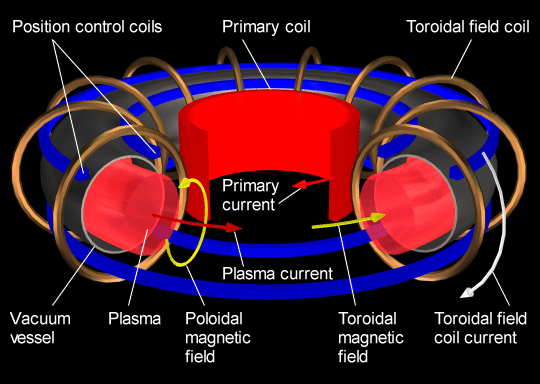 Position control coils
Primary coil
Toroidal field coil
Primary
current
Plasma current
Vacuum
vessel
Plasma
Poloidal
magnetic
field
Toroidal
magnetic
field
Toroidal field
coil current